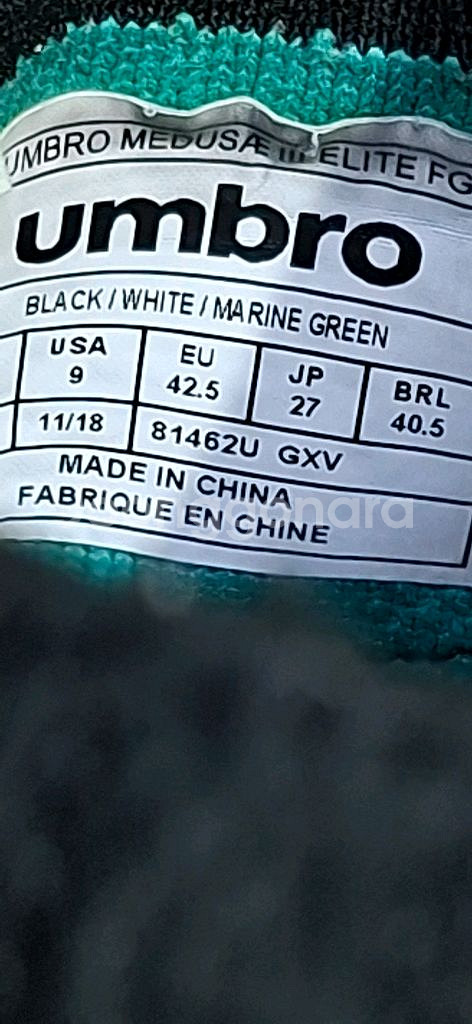 UMBRO MEDUSÆ III ELITE FG
umbro
BLACK / WHITE / MARINE GREEN
USA EU JP BRL
9 42.5 27 40.5
11/18 81462U GXV
MADE IN CHINA
FABRIQUE EN CHINE